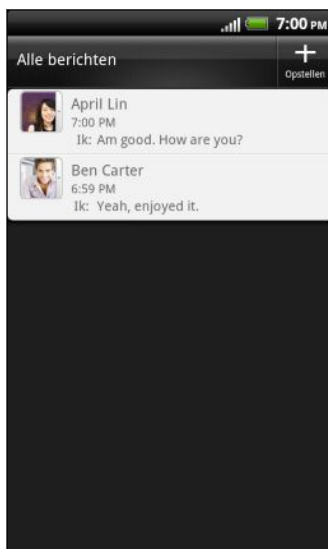 7:00 PM
Alle berichten
Opstellen
April Lin
7:00 PM
Ik: Am good. How are you?
Ben Carter
6:59 PM
Ik: Yeah, enjoyed it.